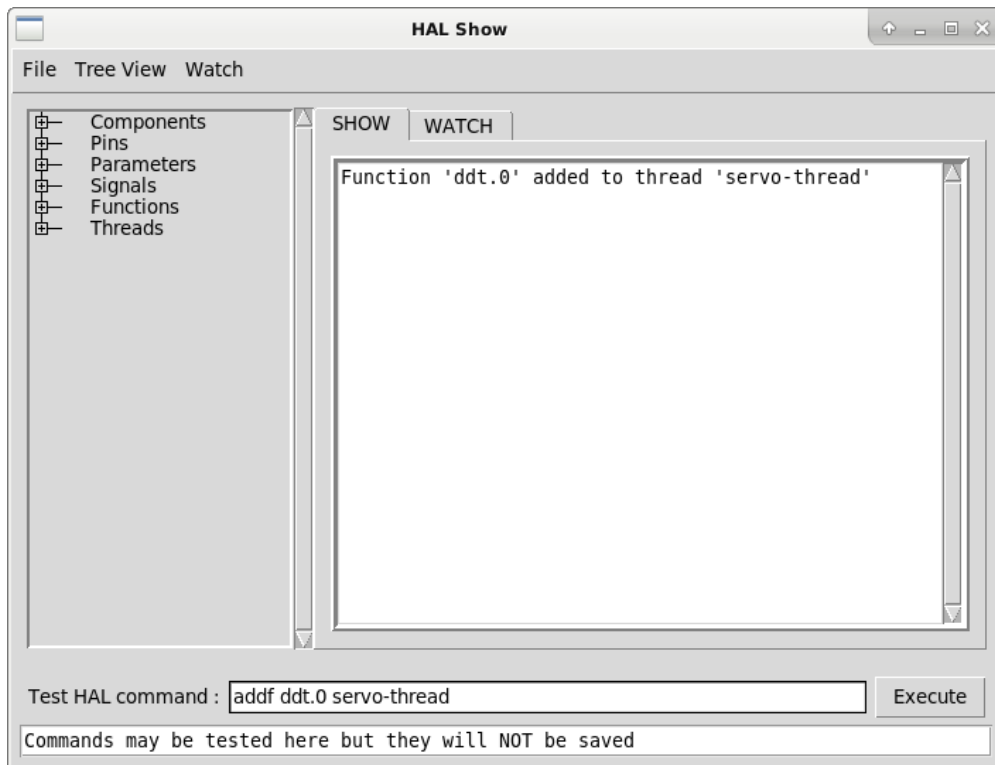 HAL Show
File Tree View Watch
Components
Pins
Parameters
Signals
Functions
Threads
SHOW WATCH
Function 'ddt.0' added to thread 'servo-thread'
Test HAL command : addf ddt.0 servo-thread Execute
Commands may be tested here but they will NOT be saved